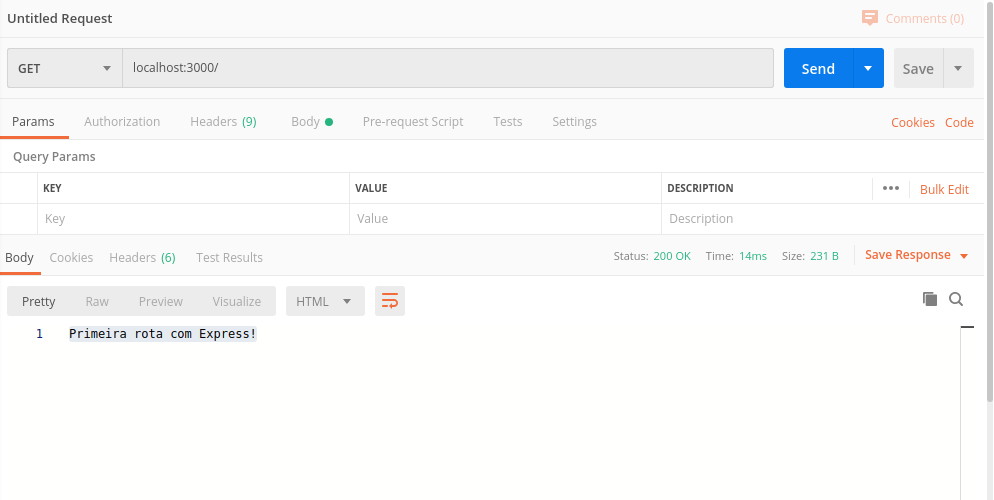 Untitled Request Comments (0)
GET localhost:3000/ Send Save
Params Authorization Headers (9) Body Pre-request Script Tests Settings Cookies Code
Query Params
KEY VALUE DESCRIPTION Bulk Edit
Key Value Description
Body Cookies Headers (6) Test Results Status: 200 OK Time: 14ms Size: 231 B Save Response
Pretty Raw Preview Visualize HTML
1 Primeira rota com Express!